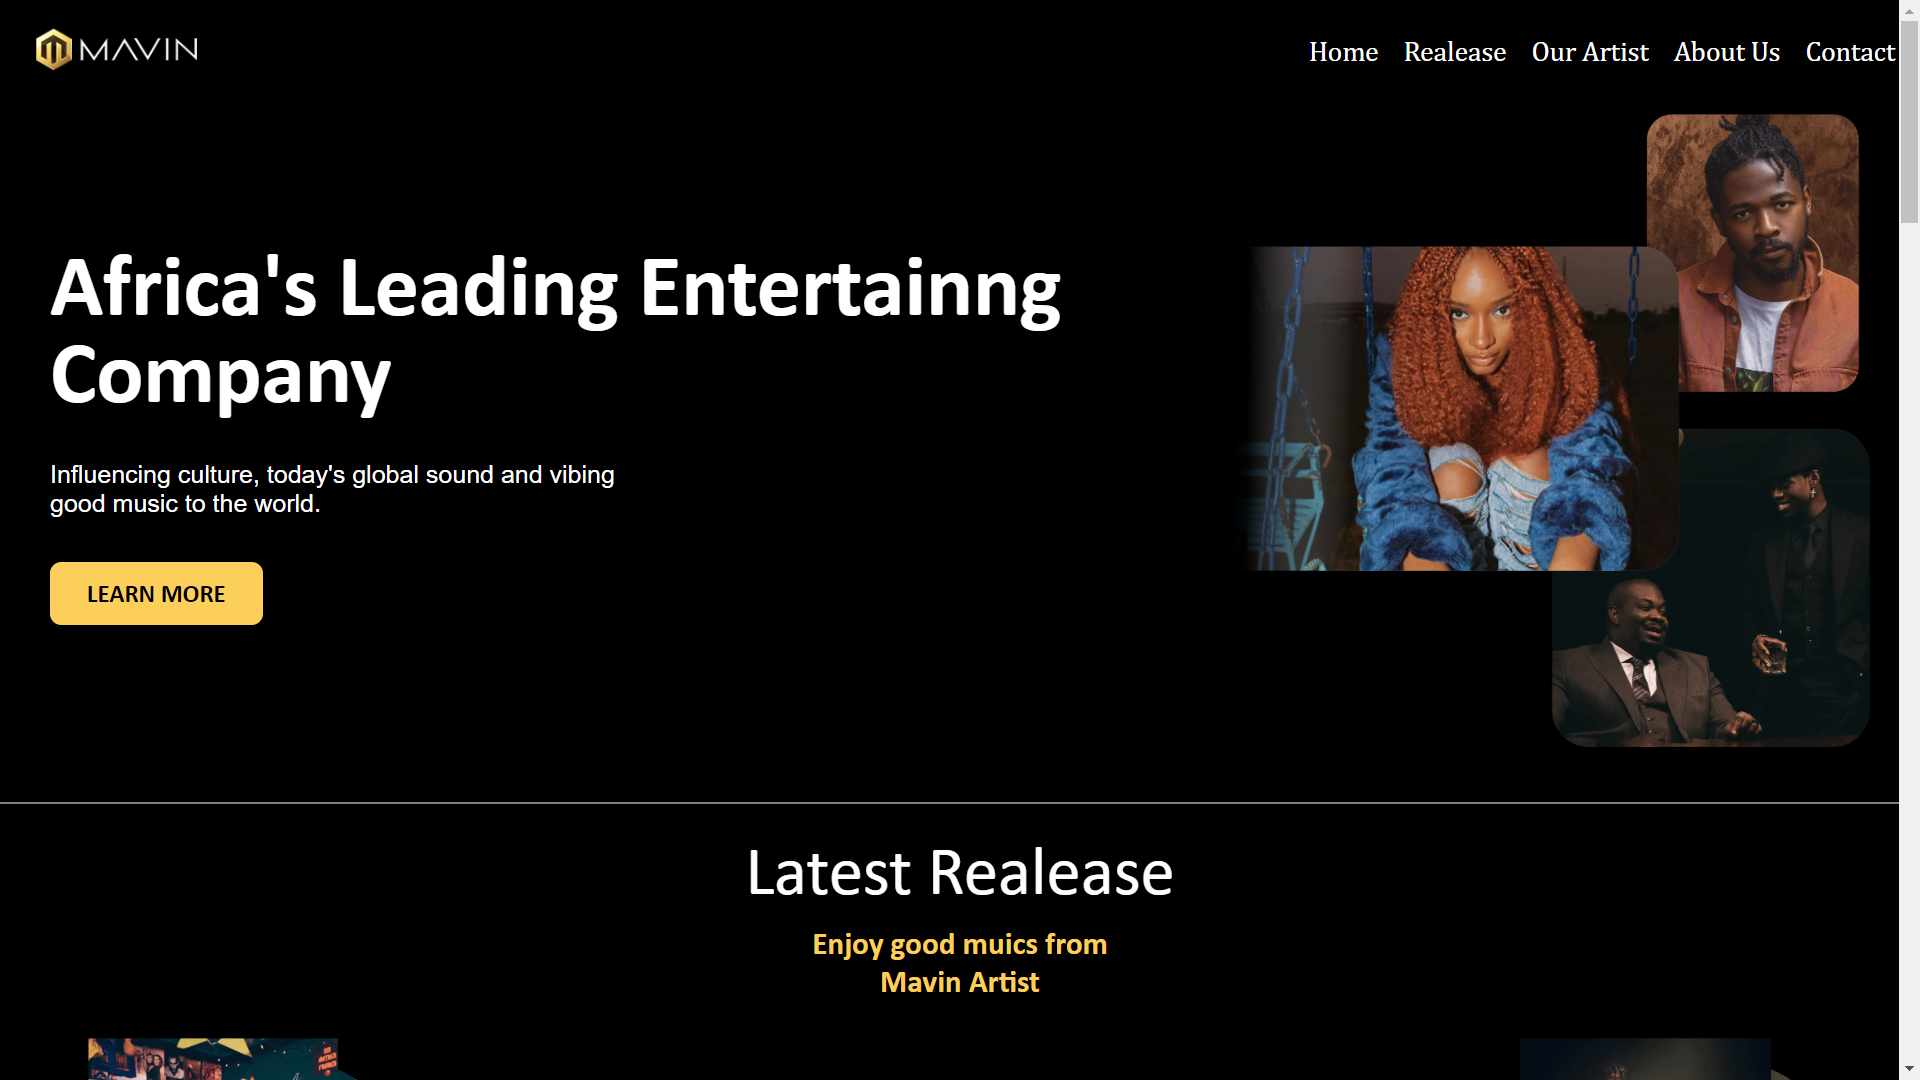 MAVIN
Home Realease Our Artist About Us Contact
Africa's Leading Entertainng
Company
Influencing culture, today's global sound and vibing
good music to the world.
LEARN MORE
Latest Realease
Enjoy good muics from
Mavin Artist